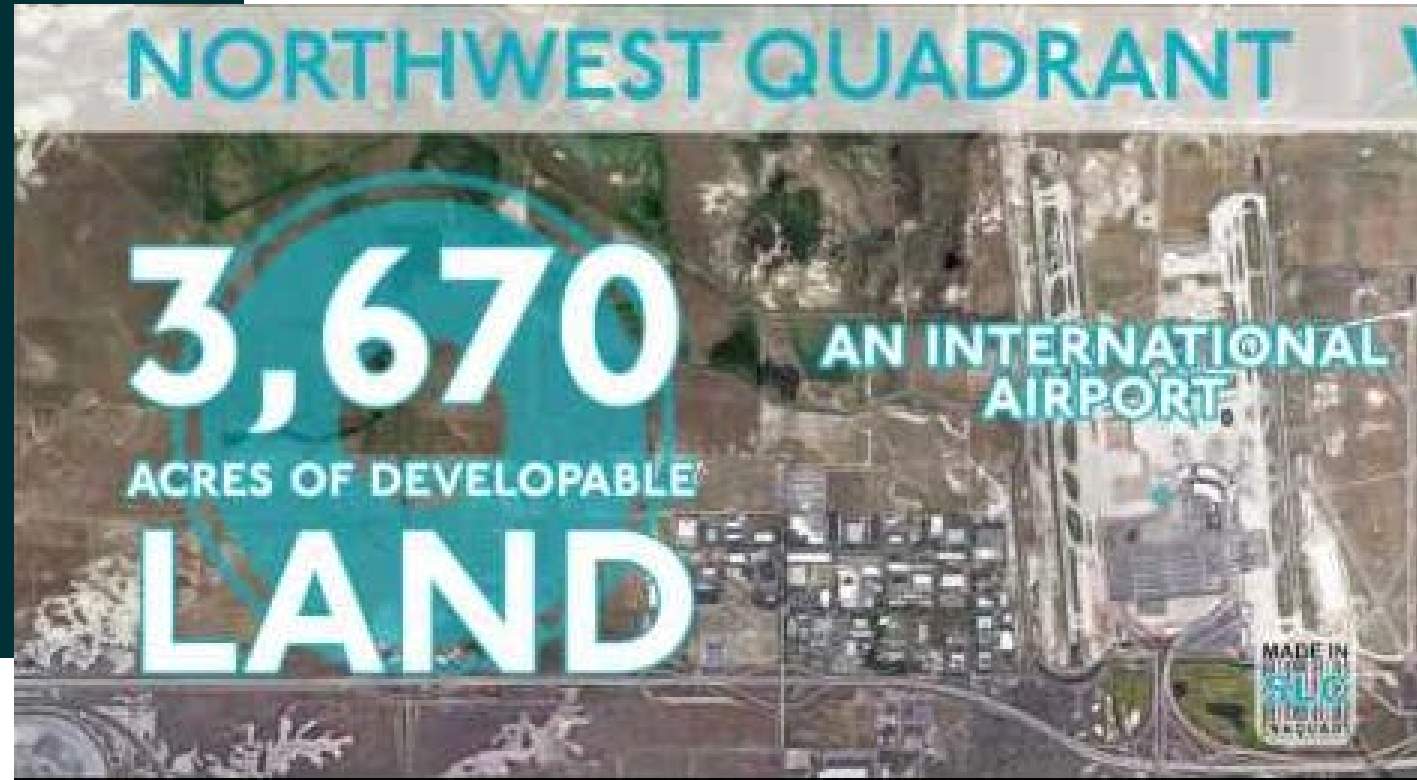 NORTHWEST QUADRANT
3,670
ACRES OF DEVELOPABLE
LAND
AN INTERNATIONAL
AIRPORT
MADE IN
SLC